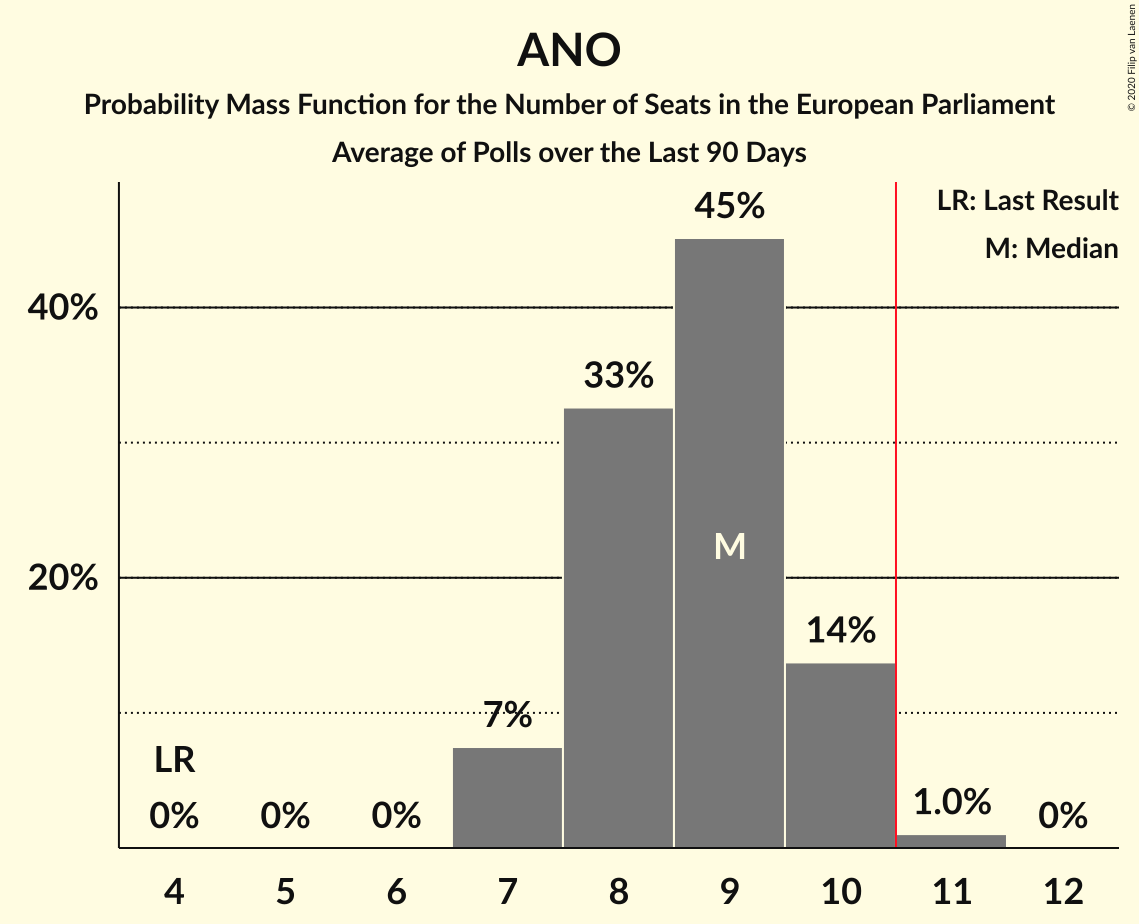 ANO
Probability Mass Function for the Number of Seats in the European Parliament
Average of Polls over the Last 90 Days
© 2020 Filip van Laenen
LR: Last Result
M: Median
45%
40%
33%
M
20%
14%
7%
LR
0%
0%
0%
1.0%
0%
4 5 6 7 8 9 10 11 12